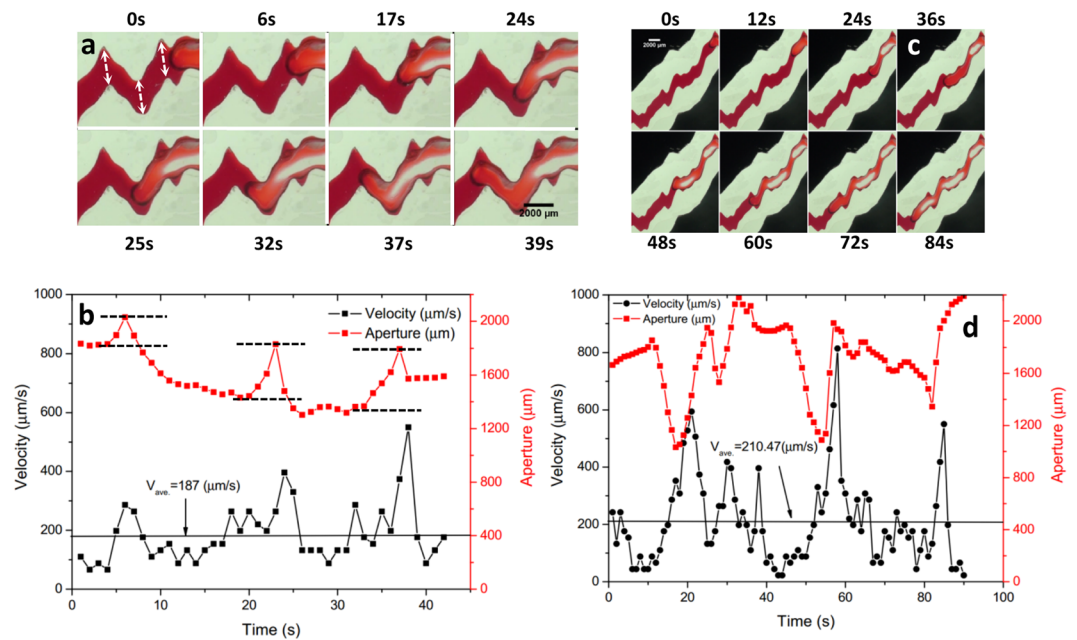 0s 6s 17s 24s
a
25s 32s 37s 39s
2000 µm
0s 12s 24s 36s
2000 µm
c
48s 60s 72s 84s
b
Velocity (µm/s)
Aperture (µm)
Vave.=187 (µm/s)
1000
800
600
400
200
0
Velocity (µm/s)
2000
1600
1200
800
400
0
Aperture (µm)
0 10 20 30 40
Time (s)
d
Velocity (µm/s)
Aperture (µm)
Vave.=210.47(µm/s)
1000
800
600
400
200
0
Velocity (µm/s)
2000
1600
1200
800
400
0
Aperture (µm)
0 20 40 60 80 100
Time (s)